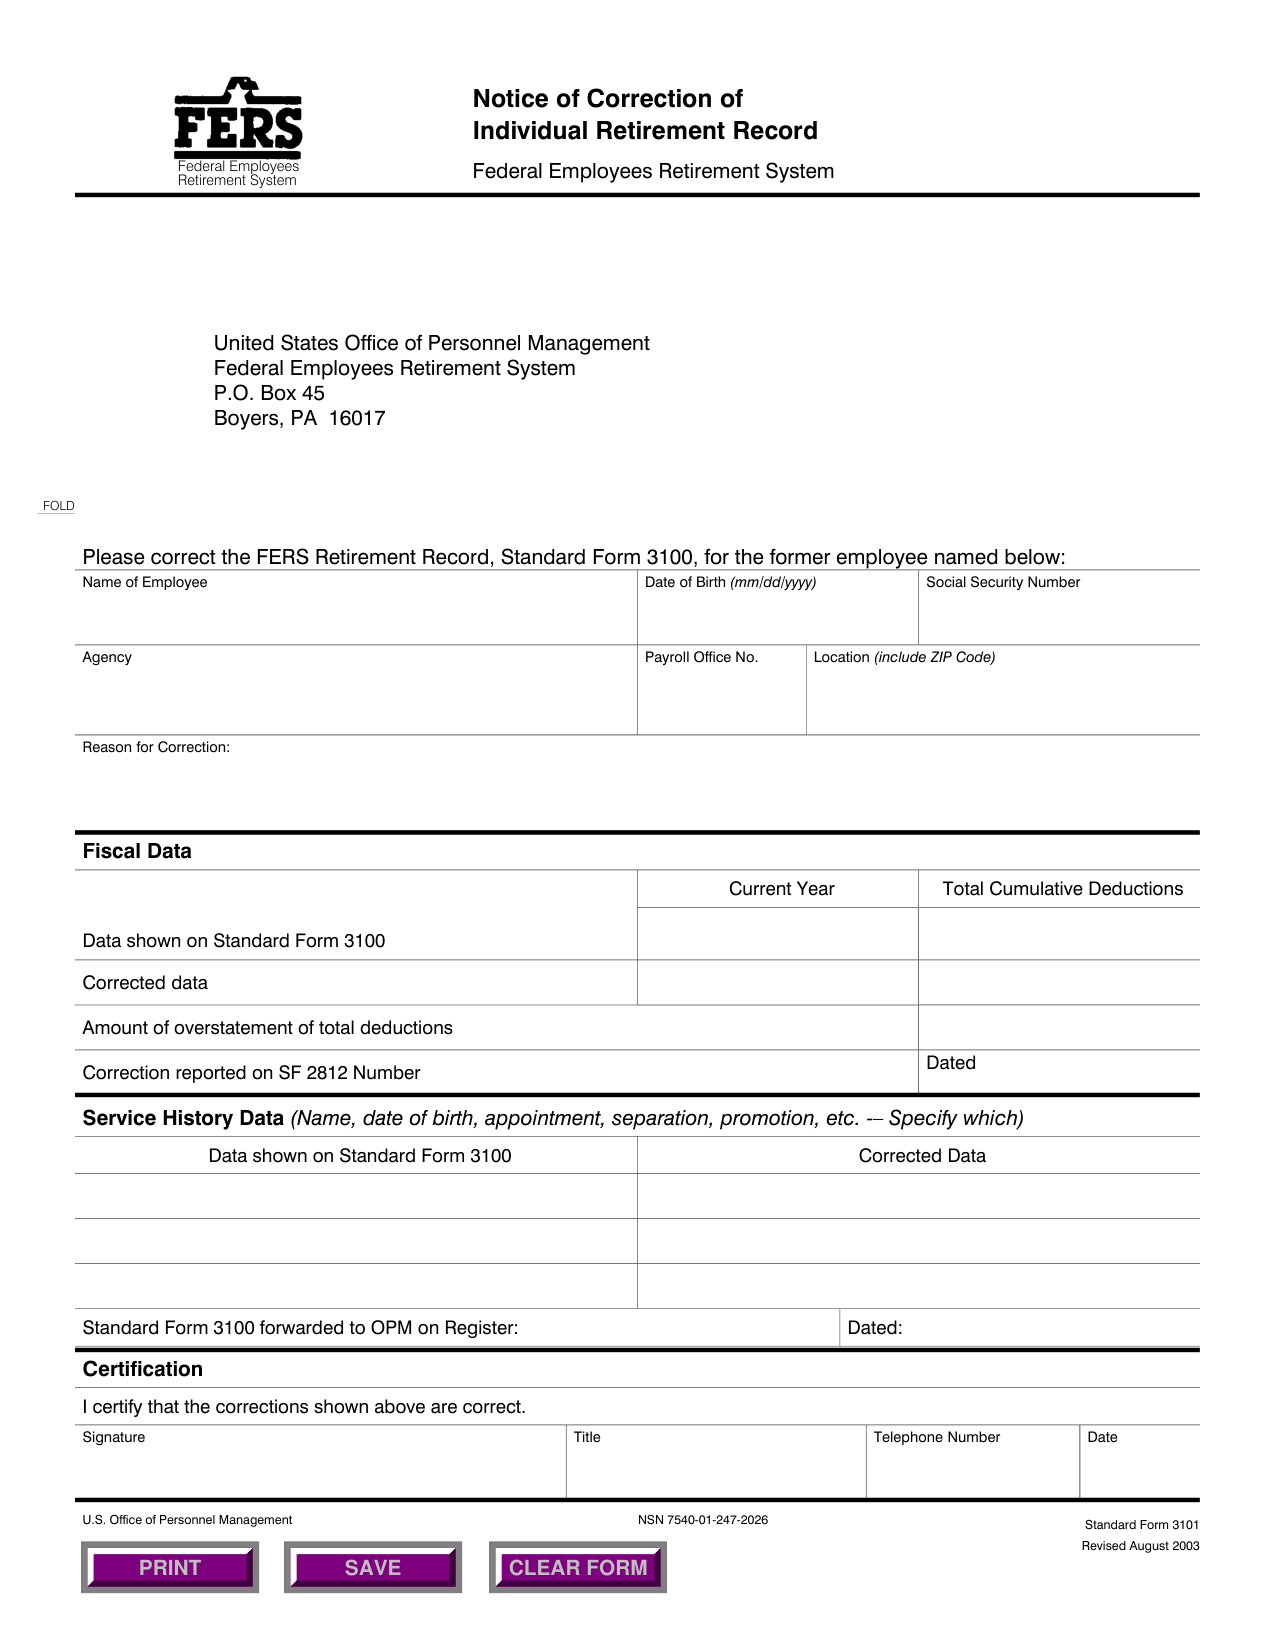 FERS
Federal Employees
Retirement System
Notice of Correction of
Individual Retirement Record
Federal Employees Retirement System
United States Office of Personnel Management
Federal Employees Retirement System
P.O. Box 45
Boyers, PA  16017
FOLD
Please correct the FERS Retirement Record, Standard Form 3100, for the former employee named below:
Name of Employee
Date of Birth (mm/dd/yyyy)
Social Security Number
Agency
Payroll Office No.
Location (include ZIP Code)
Reason for Correction:
Fiscal Data
Current Year
Total Cumulative Deductions
Data shown on Standard Form 3100
Corrected data
Amount of overstatement of total deductions
Correction reported on SF 2812 Number
Dated
Service History Data (Name, date of birth, appointment, separation, promotion, etc. -– Specify which)
Data shown on Standard Form 3100
Corrected Data
Standard Form 3100 forwarded to OPM on Register:
Dated:
Certification
I certify that the corrections shown above are correct.
Signature
Title
Telephone Number
Date
U.S. Office of Personnel Management
NSN 7540-01-247-2026
Standard Form 3101
Revised August 2003
PRINT
SAVE
CLEAR FORM